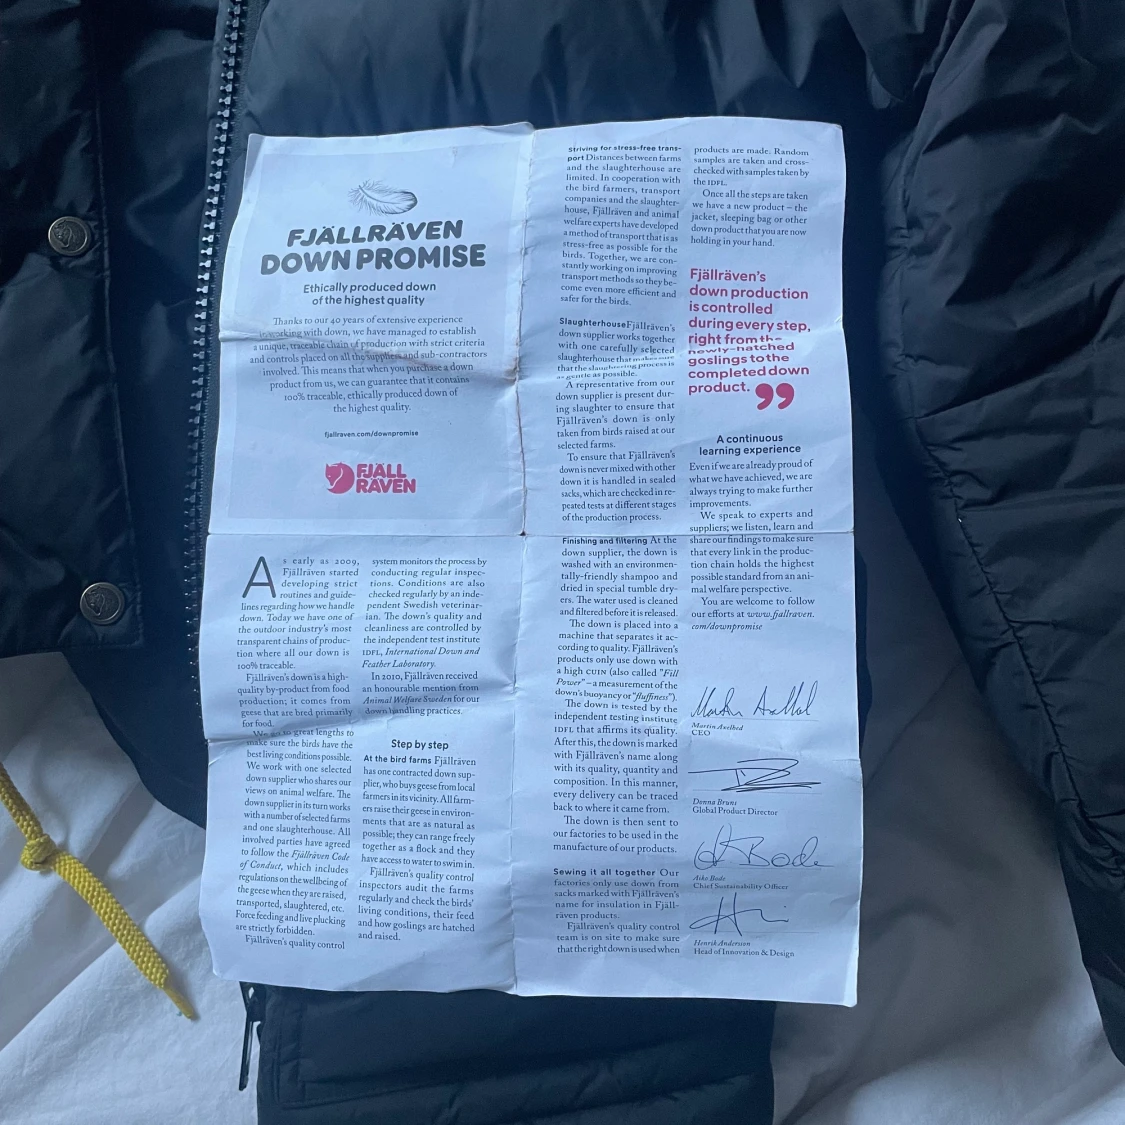 FJÄLLRÄVEN
DOWN PROMISE
Ethically produced down
of the highest quality
Thanks to our 40 years of extensive experience
in working with down, we have managed to establish
a unique, traceable chain of production with strict criteria
and controls placed on all the suppliers and sub-contractors
involved. This means that when you purchase a down
product from us, we can guarantee that it contains
100% traceable, ethically produced down of
the highest quality.
fjallraven.com/downpromise
FJÄLL
RÄVEN
As early as 2009,
Fjällräven started
developing strict
routines and guide-
lines regarding how we handle
down. Today we have one of
the outdoor industry's most
transparent chains of produc-
tion where all our down is
100% traceable.
Fjällräven's down is a high-
quality by-product from food
production; it comes from
geese that are bred primarily
for food.
We go to great lengths to
make sure the birds have the
best living conditions possible.
We work with one selected
down supplier who shares our
views on animal welfare. The
down supplier in its turn works
with a number of selected farms
and one slaughterhouse. All
involved parties have agreed
to follow the Fjällräven Code
of Conduct, which includes
regulations on the wellbeing of
the geese when they are raised,
transported, slaughtered, etc.
Force feeding and live plucking
are strictly forbidden.
Fjällräven's quality control
system monitors the process by
conducting regular inspec-
tions. Conditions are also
checked regularly by an inde-
pendent Swedish veterinar-
ian. The down's quality and
cleanliness are controlled by
the independent test institute
IDFL, International Down and
Feather Laboratory.
In 2010, Fjällräven received
an honourable mention from
Animal Welfare Sweden for our
down handling practices.
Step by step
At the bird farms Fjällräven
has one contracted down sup-
plier, who buys geese from local
farmers in its vicinity. All farm-
ers raise their geese in environ-
ments that are as natural as
possible; they can range freely
together as a flock and they
have access to water to swim in.
Fjällräven's quality control
inspectors audit the farms
regularly and check the birds'
living conditions, their feed
and how goslings are hatched
and raised.
Striving for stress-free trans-
port Distances between farms
and the slaughterhouse are
limited. In cooperation with
the bird farmers, transport
companies and the slaughter-
house, Fjällräven and animal
welfare experts have developed
a method of transport that is as
stress-free as possible for the
birds. Together, we are con-
stantly working on improving
transport methods so they be-
come even more efficient and
safer for the birds.
Slaughterhouse Fjällräven's
down supplier works together
with one carefully selected
slaughterhouse that makes sure
that the slaughtering process is
as gentle as possible.
A representative from our
down supplier is present dur-
ing slaughter to ensure that
Fjällräven's down is only
taken from birds raised at our
selected farms.
To ensure that Fjällräven's
down is never mixed with other
down it is handled in sealed
sacks, which are checked in re-
peated tests at different stages
of the production process.
Finishing and filtering At the
down supplier, the down is
washed with an environmen-
tally-friendly shampoo and
dried in special tumble dry-
ers. The water used is cleaned
and filtered before it is released.
The down is placed into a
machine that separates it ac-
cording to quality. Fjällräven's
products only use down with
a high CUIN (also called "Fill
Power" – a measurement of the
down's buoyancy or "fluffiness").
The down is tested by the
independent testing institute
IDFL that affirms its quality.
After this, the down is marked
with Fjällräven's name along
with its quality, quantity and
composition. In this manner,
every delivery can be traced
back to where it came from.
The down is then sent to
our factories to be used in the
manufacture of our products.
Sewing it all together Our
factories only use down from
sacks marked with Fjällräven's
name for insulation in Fjäll-
räven products.
Fjällräven's quality control
team is on site to make sure
that the right down is used when
products are made. Random
samples are taken and cross-
checked with samples taken by
the IDFL.
Once all the steps are taken
we have a new product – the
jacket, sleeping bag or other
down product that you are now
holding in your hand.
Fjällräven's
down production
is controlled
during every step,
right from the
newly-hatched
goslings to the
completed down
product. ”
A continuous
learning experience
Even if we are already proud of
what we have achieved, we are
always trying to make further
improvements.
We speak to experts and
suppliers; we listen, learn and
share our findings to make sure
that every link in the produc-
tion chain holds the highest
possible standard from an ani-
mal welfare perspective.
You are welcome to follow
our efforts at www.fjallraven.
com/downpromise
Martin Axelhed
CEO
Donna Bruns
Global Product Director
Aiko Bode
Chief Sustainability Officer
Henrik Andersson
Head of Innovation & Design